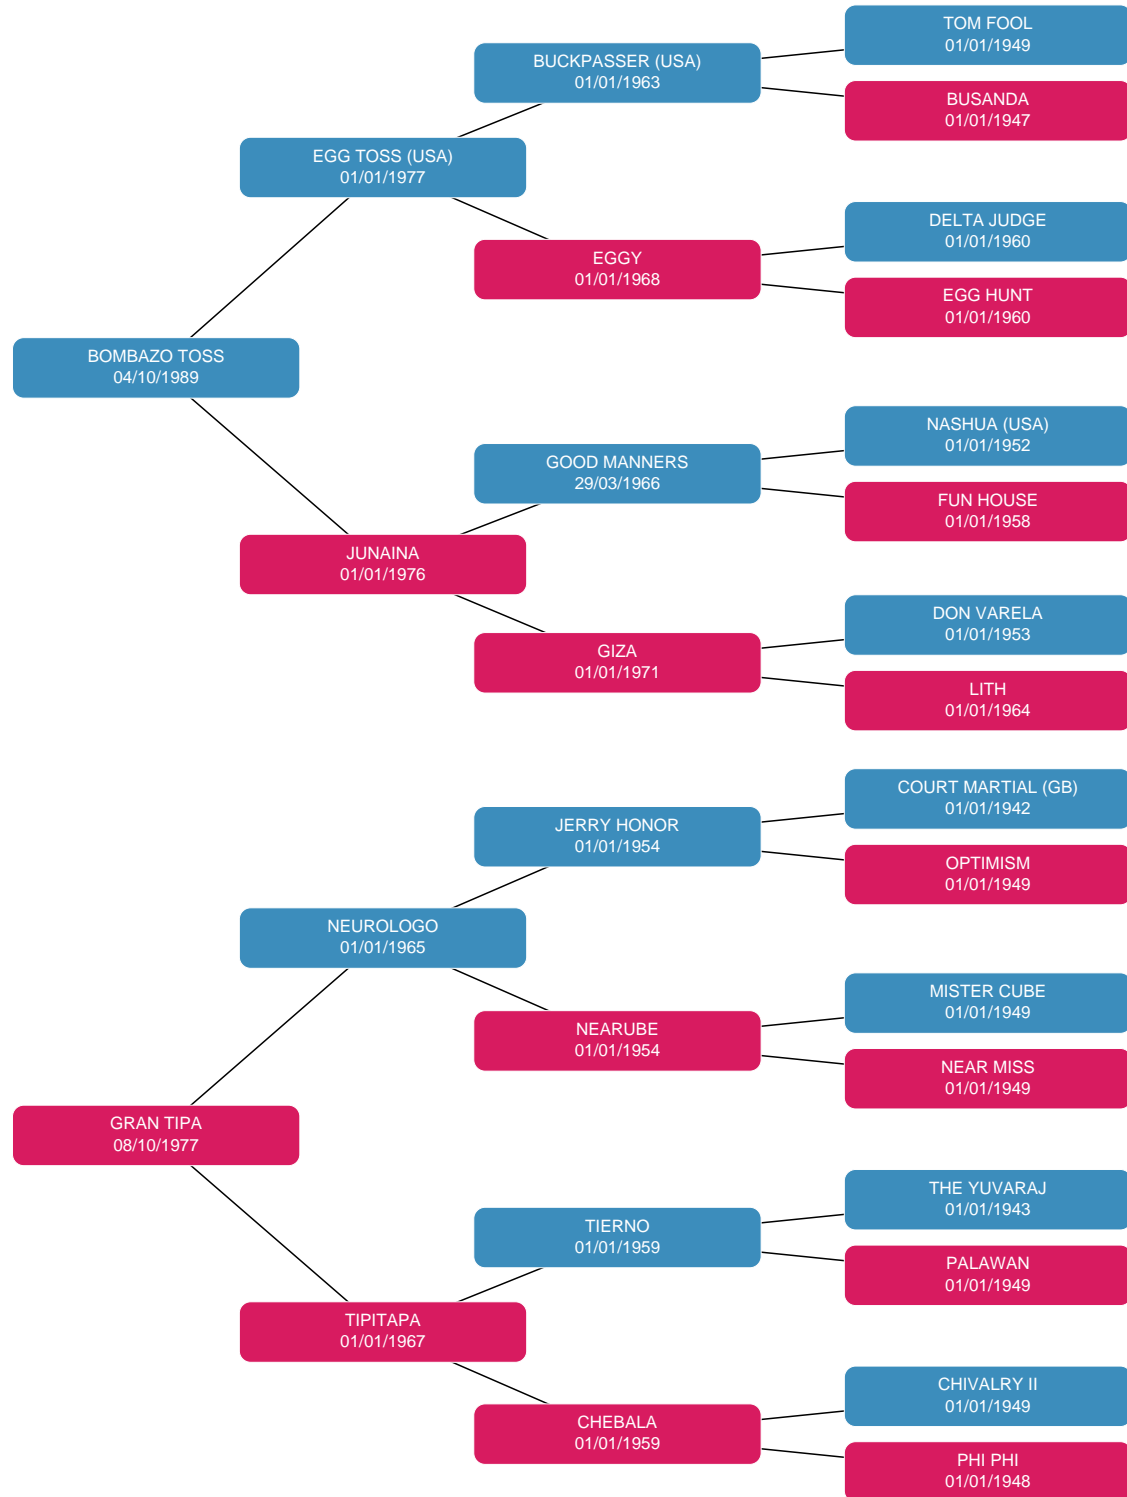 TOM FOOL
01/01/1949
BUCKPASSER (USA)
01/01/1963
BUSANDA
01/01/1947
EGG TOSS (USA)
01/01/1977
DELTA JUDGE
01/01/1960
EGGY
01/01/1968
EGG HUNT
01/01/1960
BOMBAZO TOSS
04/10/1989
NASHUA (USA)
01/01/1952
GOOD MANNERS
29/03/1966
FUN HOUSE
01/01/1958
JUNAINA
01/01/1976
DON VARELA
01/01/1953
GIZA
01/01/1971
LITH
01/01/1964
COURT MARTIAL (GB)
01/01/1942
JERRY HONOR
01/01/1954
OPTIMISM
01/01/1949
NEUROLOGO
01/01/1965
MISTER CUBE
01/01/1949
NEARUBE
01/01/1954
NEAR MISS
01/01/1949
GRAN TIPA
08/10/1977
THE YUVARAJ
01/01/1943
TIERNO
01/01/1959
PALAWAN
01/01/1949
TIPITAPA
01/01/1967
CHIVALRY II
01/01/1949
CHEBALA
01/01/1959
PHI PHI
01/01/1948